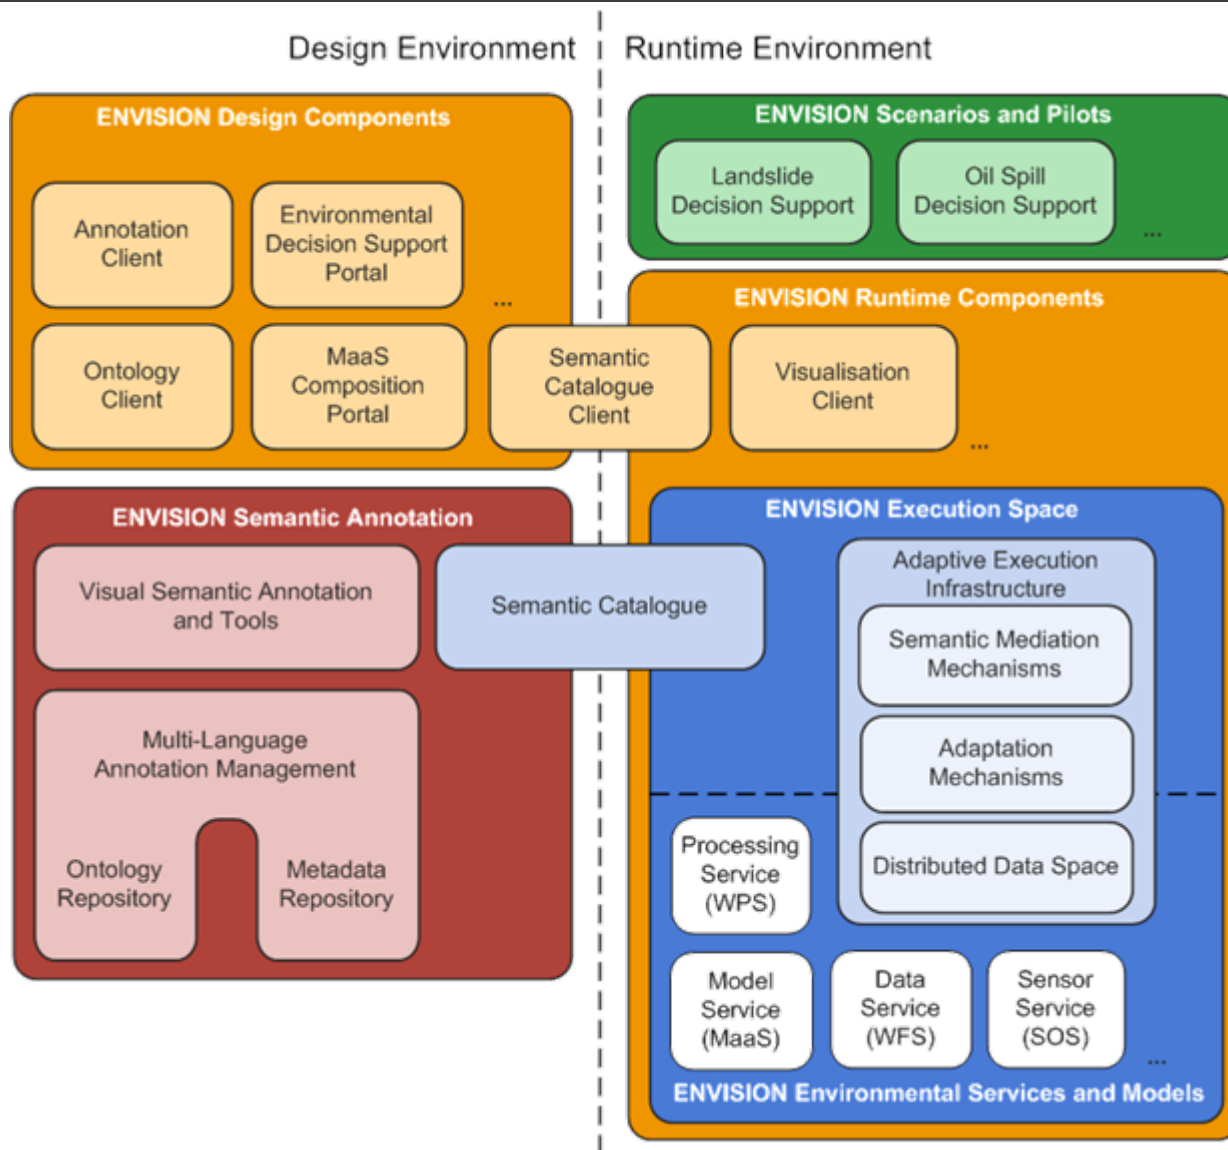 Design Environment
Runtime Environment
ENVISION Design Components
Annotation
Client
Environmental
Decision Support
Portal
...
Ontology
Client
MaaS
Composition
Portal
Semantic
Catalogue
Client
ENVISION Scenarios and Pilots
Landslide
Decision Support
Oil Spill
Decision Support
...
ENVISION Runtime Components
Visualisation
Client
...
ENVISION Semantic Annotation
Visual Semantic Annotation
and Tools
Semantic Catalogue
Multi-Language
Annotation Management
Ontology
Repository
Metadata
Repository
ENVISION Execution Space
Adaptive Execution
Infrastructure
Semantic Mediation
Mechanisms
Adaptation
Mechanisms
Distributed Data Space
Processing
Service
(WPS)
Model
Service
(MaaS)
Data
Service
(WFS)
Sensor
Service
(SOS)
...
ENVISION Environmental Services and Models